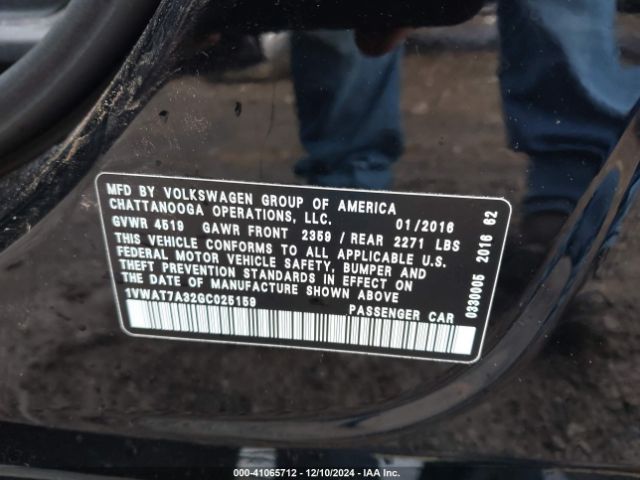 MFD BY VOLKSWAGEN GROUP OF AMERICA
CHATTANOOGA OPERATIONS, LLC. 01/2016
GVWR 4519 GAWR FRONT 2359 / REAR 2271 LBS
THIS VEHICLE CONFORMS TO ALL APPLICABLE U.S.
FEDERAL MOTOR VEHICLE SAFETY, BUMPER AND
THEFT PREVENTION STANDARDS IN EFFECT ON
THE DATE OF MANUFACTURE SHOWN ABOVE
1VWAT7A32GC025159 PASSENGER CAR
0330005 2016 62
000-41065712 - 12/10/2024 - IAA Inc.